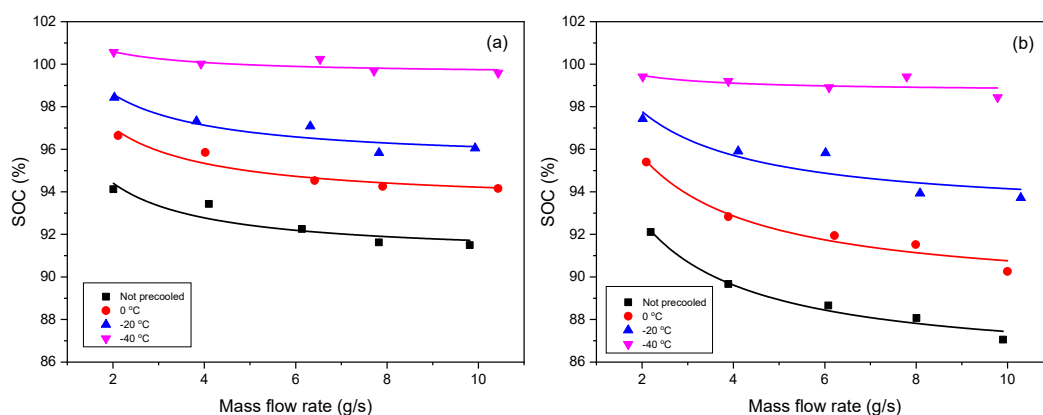 (a)
SOC (%)
102
100
98
96
94
92
90
88
86
2
4
6
8
10
Mass flow rate (g/s)
Not precooled
0 °C
-20 °C
-40 °C
(b)
SOC (%)
102
100
98
96
94
92
90
88
86
2
4
6
8
10
Mass flow rate (g/s)
Not precooled
0 °C
-20 °C
-40 °C